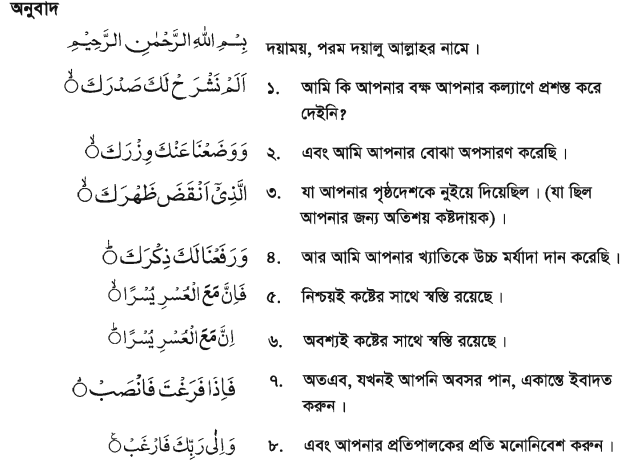 অনুবাদ
بِسْمِ اللهِ الرَّحْمٰنِ الرَّحِيْمِ দয়াময়, পরম দয়ালু আল্লাহর নামে।
اَلَمْ نَشْرَحْ لَكَ صَدْرَكَ ۙ ১. আমি কি আপনার বক্ষ আপনার কল্যাণে প্রশস্ত করে
দেইনি?
وَوَضَعْنَا عَنْكَ وِزْرَكَ ۙ ২. এবং আমি আপনার বোঝা অপসারণ করেছি।
الَّذِىْٓ اَنْقَضَ ظَهْرَكَ ۙ ৩. যা আপনার পৃষ্ঠদেশকে নুইয়ে দিয়েছিল। (যা ছিল
আপনার জন্য অতিশয় কষ্টদায়ক)।
وَرَفَعْنَا لَكَ ذِكْرَكَ ؕ ৪. আর আমি আপনার খ্যাতিকে উচ্চ মর্যাদা দান করেছি।
فَاِنَّ مَعَ الْعُسْرِ يُسْرًا ۙ ৫. নিশ্চয়ই কষ্টের সাথে স্বস্তি রয়েছে।
اِنَّ مَعَ الْعُسْرِ يُسْرًا ؕ ৬. অবশ্যই কষ্টের সাথে স্বস্তি রয়েছে।
فَاِذَا فَرَغْتَ فَانْصَبْ ۙ ৭. অতএব, যখনই আপনি অবসর পান, একান্তে ইবাদত
করুন।
وَاِلٰى رَبِّكَ فَارْغَبْ ۠ ৮. এবং আপনার প্রতিপালকের প্রতি মনোনিবেশ করুন।